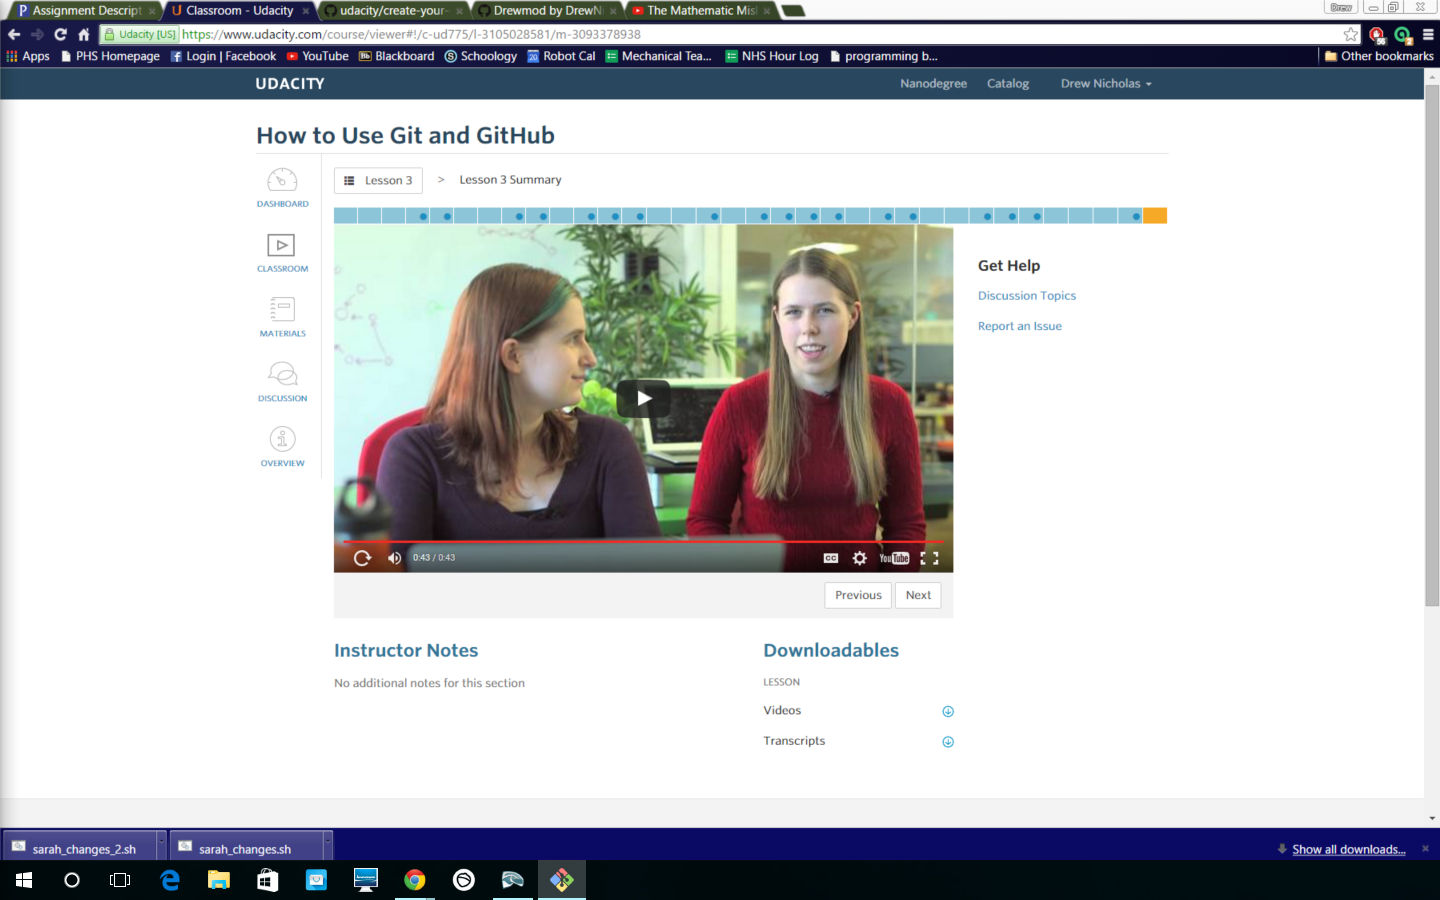 Assignment Descript
Classroom - Udacity
udacity/create-your-
Drewmod by DrewNi
The Mathematic Mis
Drew
Udacity [US]
https://www.udacity.com/course/viewer#!/c-ud775/l-3105028581/m-3093378938
Apps
PHS Homepage
Login | Facebook
YouTube
Blackboard
Schoology
Robot Cal
Mechanical Tea...
NHS Hour Log
programming b...
Other bookmarks
UDACITY
Nanodegree
Catalog
Drew Nicholas
How to Use Git and GitHub
DASHBOARD
CLASSROOM
MATERIALS
DISCUSSION
OVERVIEW
Lesson 3
>
Lesson 3 Summary
Get Help
Discussion Topics
Report an Issue
0:43 / 0:43
CC
YouTube
Previous
Next
Instructor Notes
No additional notes for this section
Downloadables
LESSON
Videos
Transcripts
sarah_changes_2.sh
sarah_changes.sh
Show all downloads...